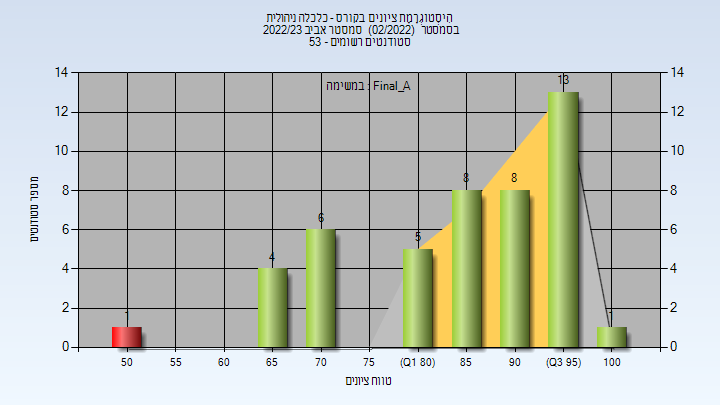 היסטוגרמת ציונים בקורס - כלכלה ניהולית
בסמסטר (02/2022) סמסטר אביב 2022/23
סטודנטים רשומים - 53
במשימה : Final_A
מספר סטודנטים
14 14
12 12
10 10
8 8
6 6
4 4
2 2
0 0
1 4 6 5 8 8 13 1
50 55 60 65 70 75 (Q1 80) 85 90 (Q3 95) 100
טווח ציונים